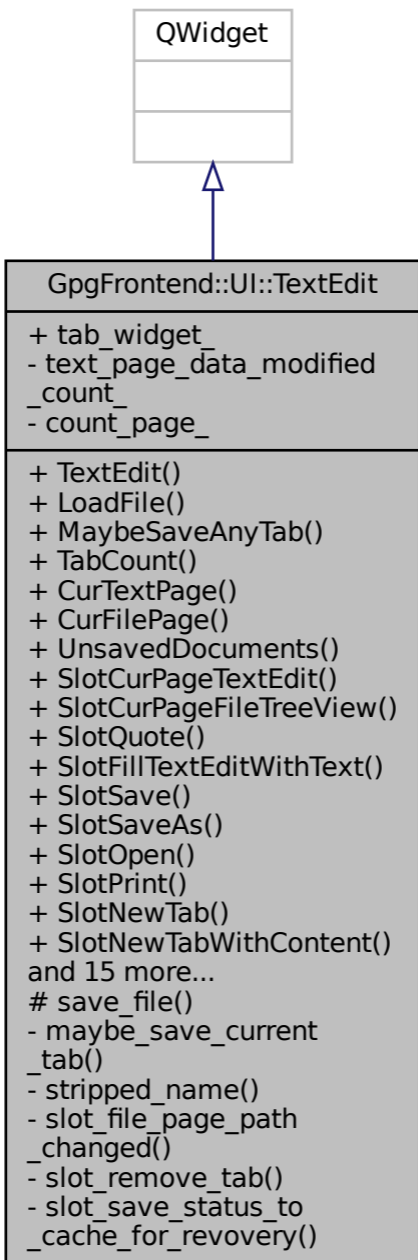 QWidget
GpgFrontend::UI::TextEdit
+ tab_widget_
- text_page_data_modified
_count_
- count_page_
+ TextEdit()
+ LoadFile()
+ MaybeSaveAnyTab()
+ TabCount()
+ CurTextPage()
+ CurFilePage()
+ UnsavedDocuments()
+ SlotCurPageTextEdit()
+ SlotCurPageFileTreeView()
+ SlotQuote()
+ SlotFillTextEditWithText()
+ SlotSave()
+ SlotSaveAs()
+ SlotOpen()
+ SlotPrint()
+ SlotNewTab()
+ SlotNewTabWithContent()
and 15 more...
# save_file()
- maybe_save_current
_tab()
- stripped_name()
- slot_file_page_path
_changed()
- slot_remove_tab()
- slot_save_status_to
_cache_for_revovery()